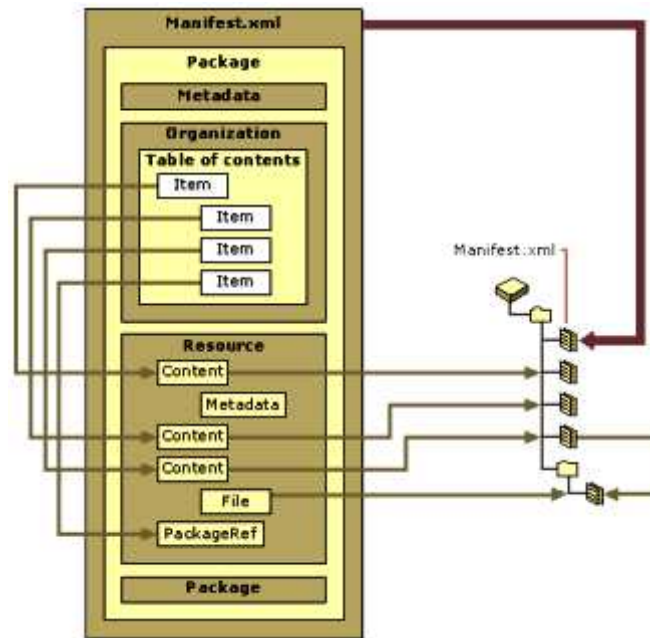 Manifest.xml
Package
Metadata
Organization
Table of contents
Item
Item
Item
Item
Manifest.xml
Resource
Content
Metadata
Content
Content
File
PackageRef
Package